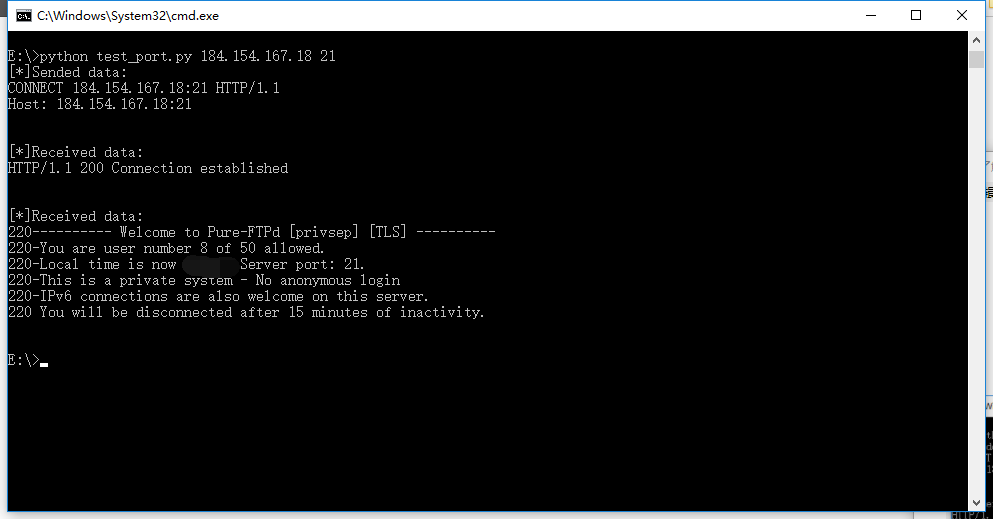 C:\Windows\System32\cmd.exe
E:\>python test_port.py 184.154.167.18 21
[*]Sended data:
CONNECT 184.154.167.18:21 HTTP/1.1
Host: 184.154.167.18:21
[*]Received data:
HTTP/1.1 200 Connection established
[*]Received data:
220---------- Welcome to Pure-FTPd [privsep] [TLS] ----------
220-You are user number 8 of 50 allowed.
220-Local time is now Server port: 21.
220-This is a private system - No anonymous login
220-IPv6 connections are also welcome on this server.
220 You will be disconnected after 15 minutes of inactivity.
E:\>